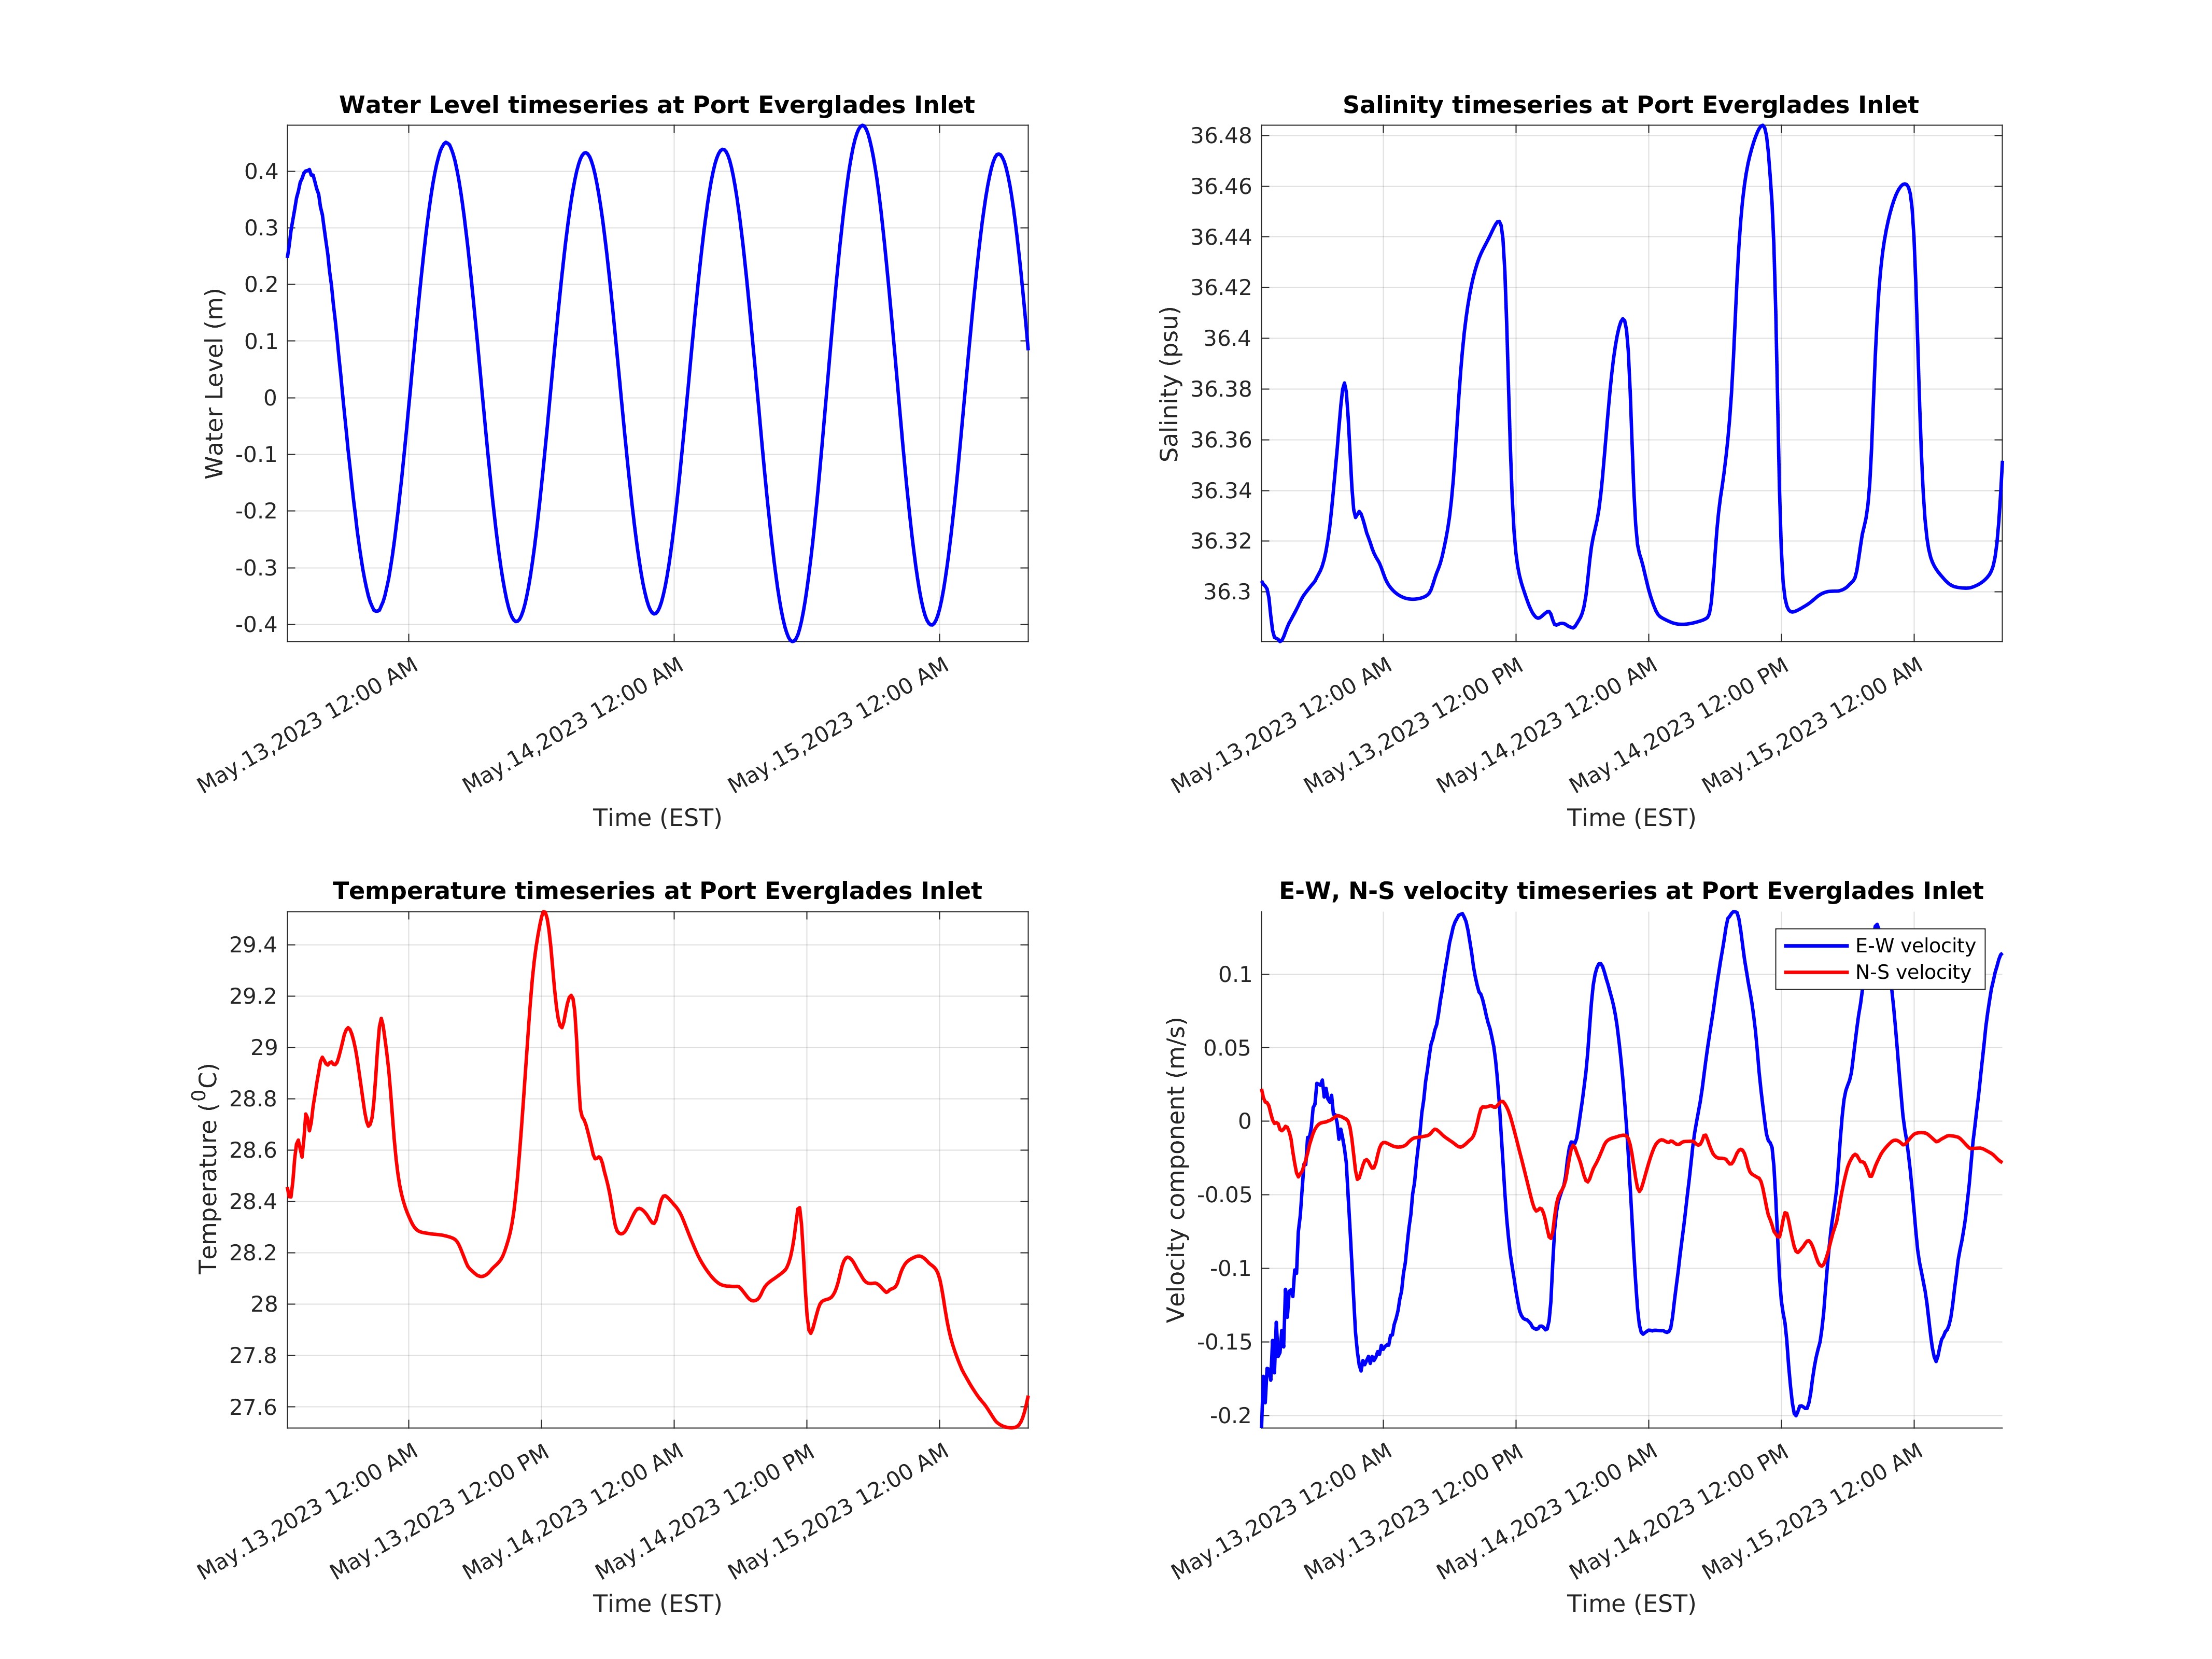 Water Level timeseries at Port Everglades Inlet
Water Level (m)
0.4
0.3
0.2
0.1
0
-0.1
-0.2
-0.3
-0.4
May.13,2023 12:00 AM
May.14,2023 12:00 AM
May.15,2023 12:00 AM
Time (EST)
Salinity timeseries at Port Everglades Inlet
Salinity (psu)
36.48
36.46
36.44
36.42
36.4
36.38
36.36
36.34
36.32
36.3
May.13,2023 12:00 AM
May.13,2023 12:00 PM
May.14,2023 12:00 AM
May.14,2023 12:00 PM
May.15,2023 12:00 AM
Time (EST)
Temperature timeseries at Port Everglades Inlet
Temperature (⁰C)
29.4
29.2
29
28.8
28.6
28.4
28.2
28
27.8
27.6
May.13,2023 12:00 AM
May.13,2023 12:00 PM
May.14,2023 12:00 AM
May.14,2023 12:00 PM
May.15,2023 12:00 AM
Time (EST)
E-W, N-S velocity timeseries at Port Everglades Inlet
E-W velocity
N-S velocity
Velocity component (m/s)
0.1
0.05
0
-0.05
-0.1
-0.15
-0.2
May.13,2023 12:00 AM
May.13,2023 12:00 PM
May.14,2023 12:00 AM
May.14,2023 12:00 PM
May.15,2023 12:00 AM
Time (EST)